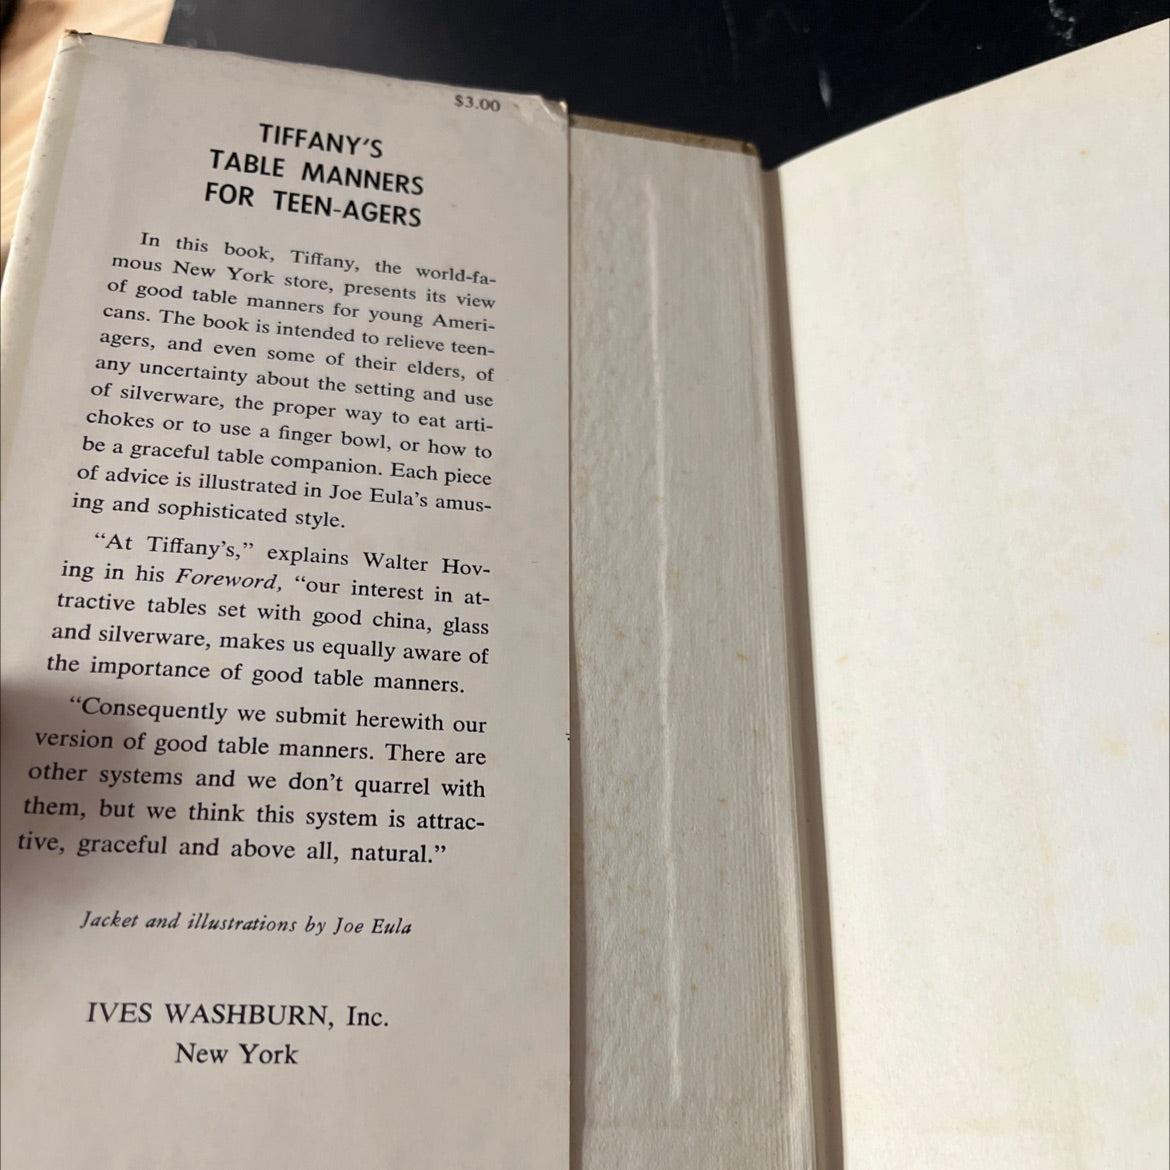 $3.00
TIFFANY'S
TABLE MANNERS
FOR TEEN-AGERS
In this book, Tiffany, the world-fa-
mous New York store, presents its view
of good table manners for young Ameri-
cans. The book is intended to relieve teen-
agers, and even some of their elders, of
any uncertainty about the setting and use
of silverware, the proper way to eat arti-
chokes or to use a finger bowl, or how to
be a graceful table companion. Each piece
of advice is illustrated in Joe Eula's amus-
ing and sophisticated style.
“At Tiffany's,” explains Walter Hov-
ing in his Foreword, “our interest in at-
tractive tables set with good china, glass
and silverware, makes us equally aware of
the importance of good table manners.
“Consequently we submit herewith our
version of good table manners. There are
other systems and we don't quarrel with
them, but we think this system is attrac-
tive, graceful and above all, natural.”
Jacket and illustrations by Joe Eula
IVES WASHBURN, Inc.
New York